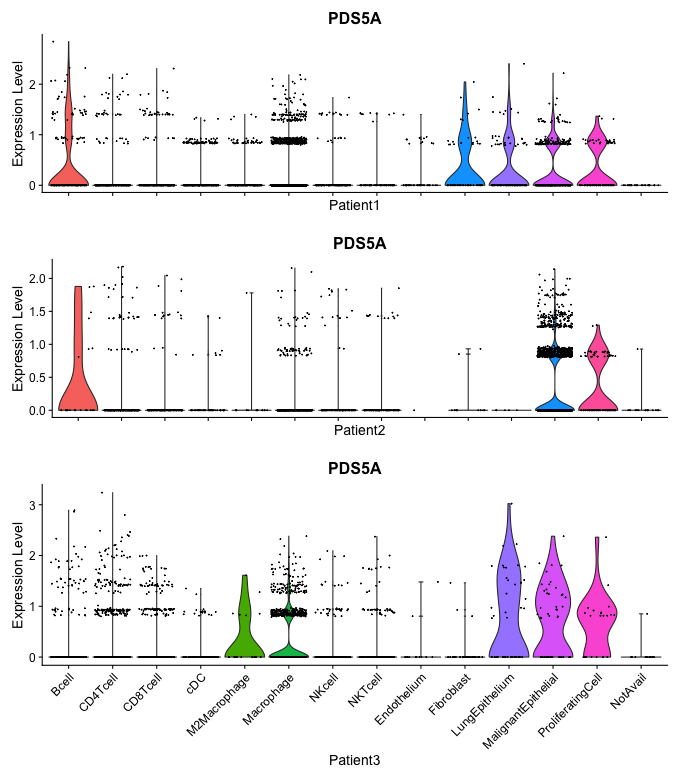 PDS5A
Expression Level
2
1
0
Patient1
PDS5A
Expression Level
2.0
1.5
1.0
0.5
0.0
Patient2
PDS5A
Expression Level
3
2
1
0
Bcell
CD4Tcell
CD8Tcell
cDC
M2Macrophage
Macrophage
NKcell
NKTcell
Endothelium
Fibroblast
LungEpithelium
MalignantEpithelial
ProliferatingCell
NotAvail
Patient3